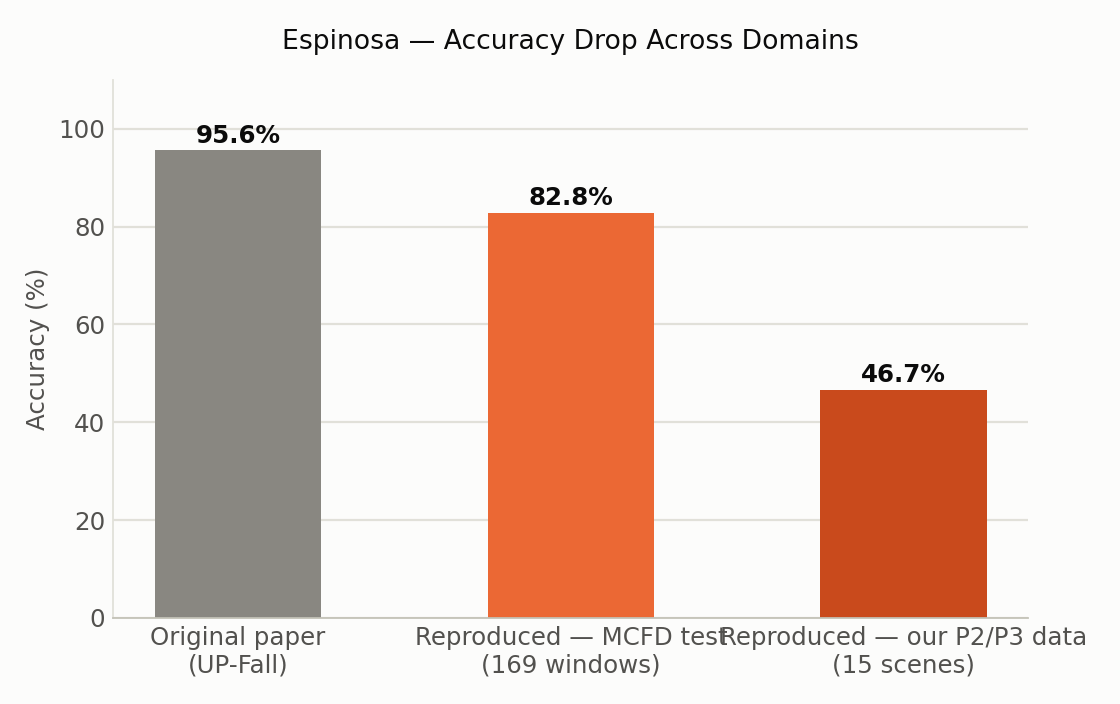 Espinosa — Accuracy Drop Across Domains
Accuracy (%)
100
80
60
40
20
0
95.6%
82.8%
46.7%
Original paper
(UP-Fall)
Reproduced — MCFD test
(169 windows)
Reproduced — our P2/P3 data
(15 scenes)